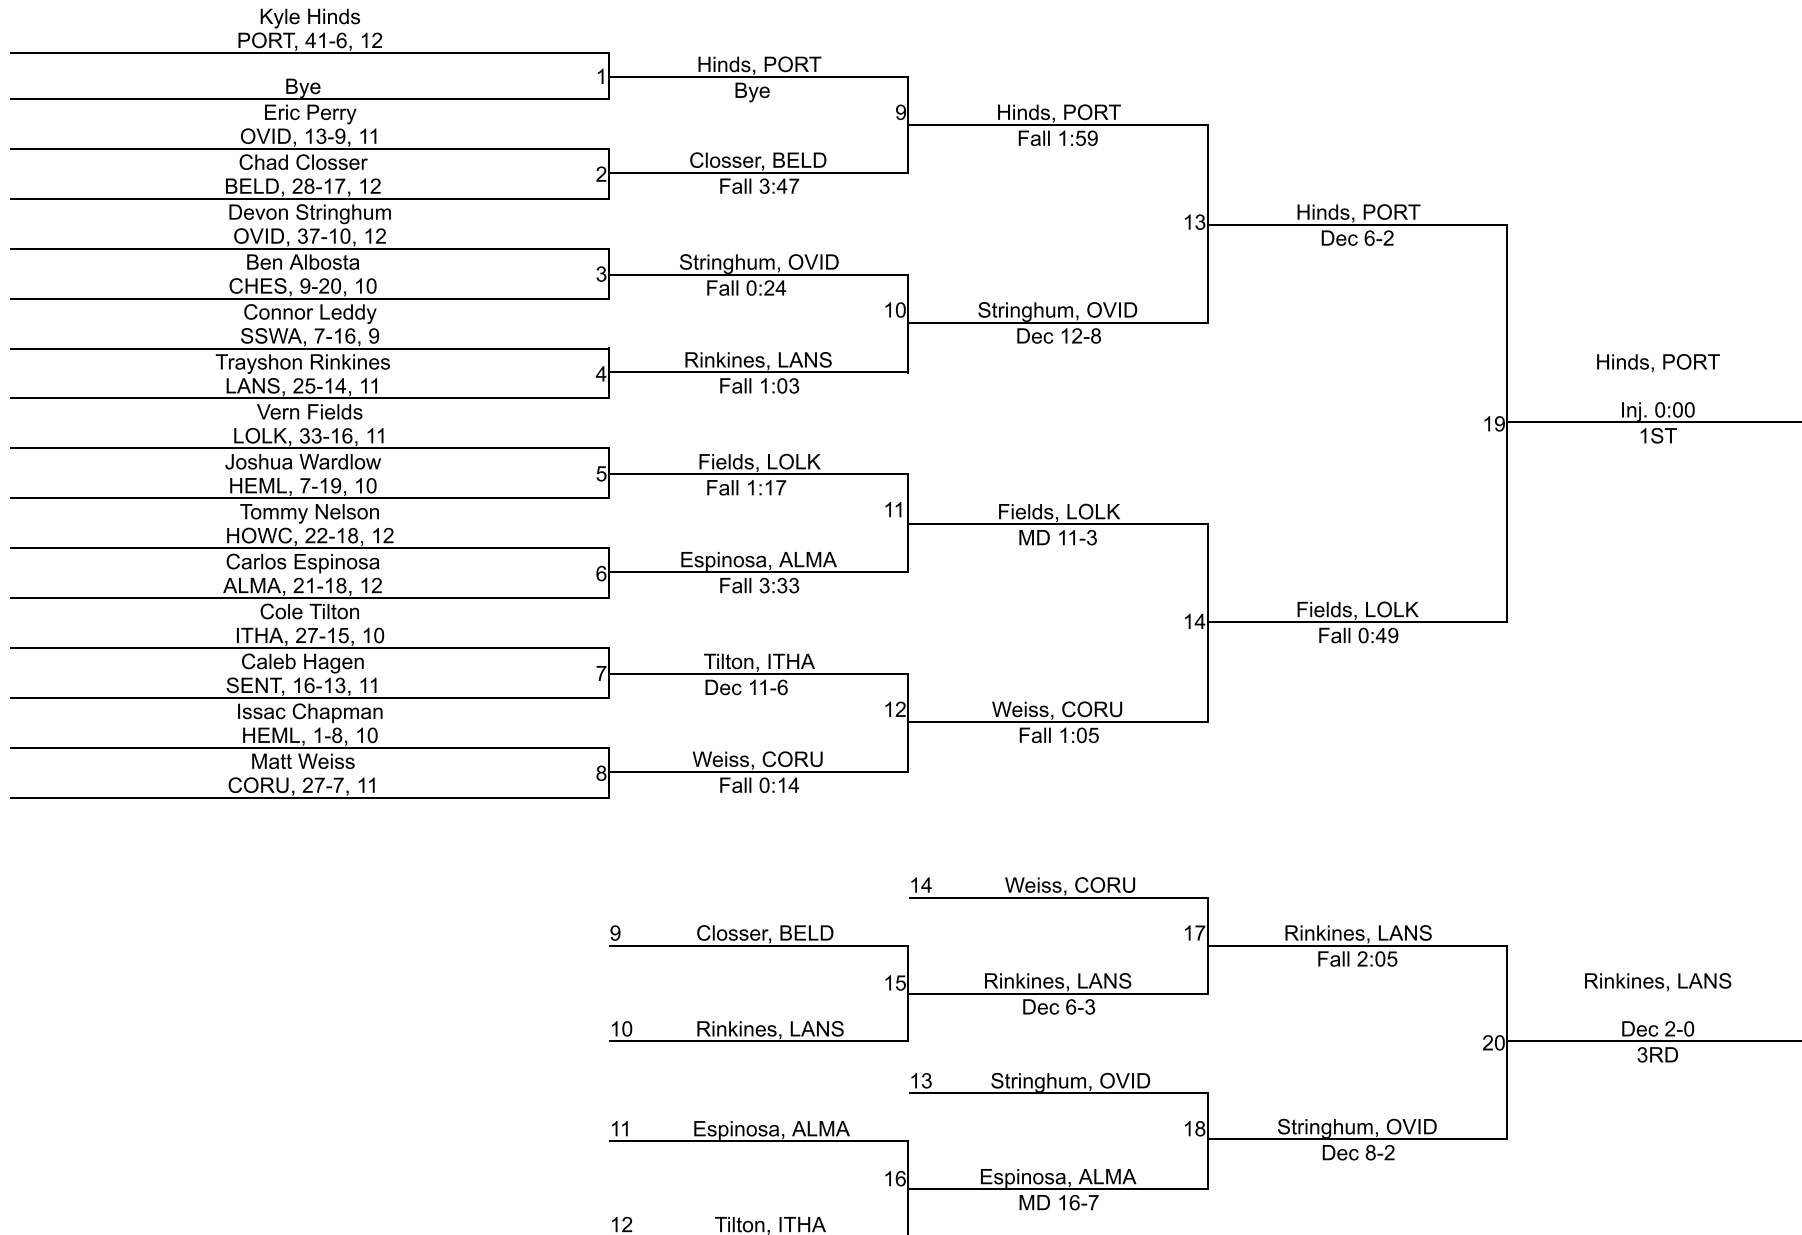 Kyle Hinds
PORT, 41-6, 12
1
Hinds, PORT
Bye
Bye
9
Hinds, PORT
Fall 1:59
Eric Perry
OVID, 13-9, 11
Chad Closser
BELD, 28-17, 12
2
Closser, BELD
Fall 3:47
13
Hinds, PORT
Dec 6-2
Devon Stringhum
OVID, 37-10, 12
Ben Albosta
CHES, 9-20, 10
3
Stringhum, OVID
Fall 0:24
10
Stringhum, OVID
Dec 12-8
Connor Leddy
SSWA, 7-16, 9
Trayshon Rinkines
LANS, 25-14, 11
4
Rinkines, LANS
Fall 1:03
19
Hinds, PORT
Inj. 0:00
1ST
Vern Fields
LOLK, 33-16, 11
Joshua Wardlow
HEML, 7-19, 10
5
Fields, LOLK
Fall 1:17
11
Fields, LOLK
MD 11-3
Tommy Nelson
HOWC, 22-18, 12
Carlos Espinosa
ALMA, 21-18, 12
6
Espinosa, ALMA
Fall 3:33
14
Fields, LOLK
Fall 0:49
Cole Tilton
ITHA, 27-15, 10
Caleb Hagen
SENT, 16-13, 11
7
Tilton, ITHA
Dec 11-6
12
Weiss, CORU
Fall 1:05
Issac Chapman
HEML, 1-8, 10
Matt Weiss
CORU, 27-7, 11
8
Weiss, CORU
Fall 0:14
14
Weiss, CORU
9
Closser, BELD
17
Rinkines, LANS
Fall 2:05
15
Rinkines, LANS
Dec 6-3
10
Rinkines, LANS
20
Rinkines, LANS
Dec 2-0
3RD
13
Stringhum, OVID
11
Espinosa, ALMA
18
Stringhum, OVID
Dec 8-2
16
Espinosa, ALMA
MD 16-7
12
Tilton, ITHA